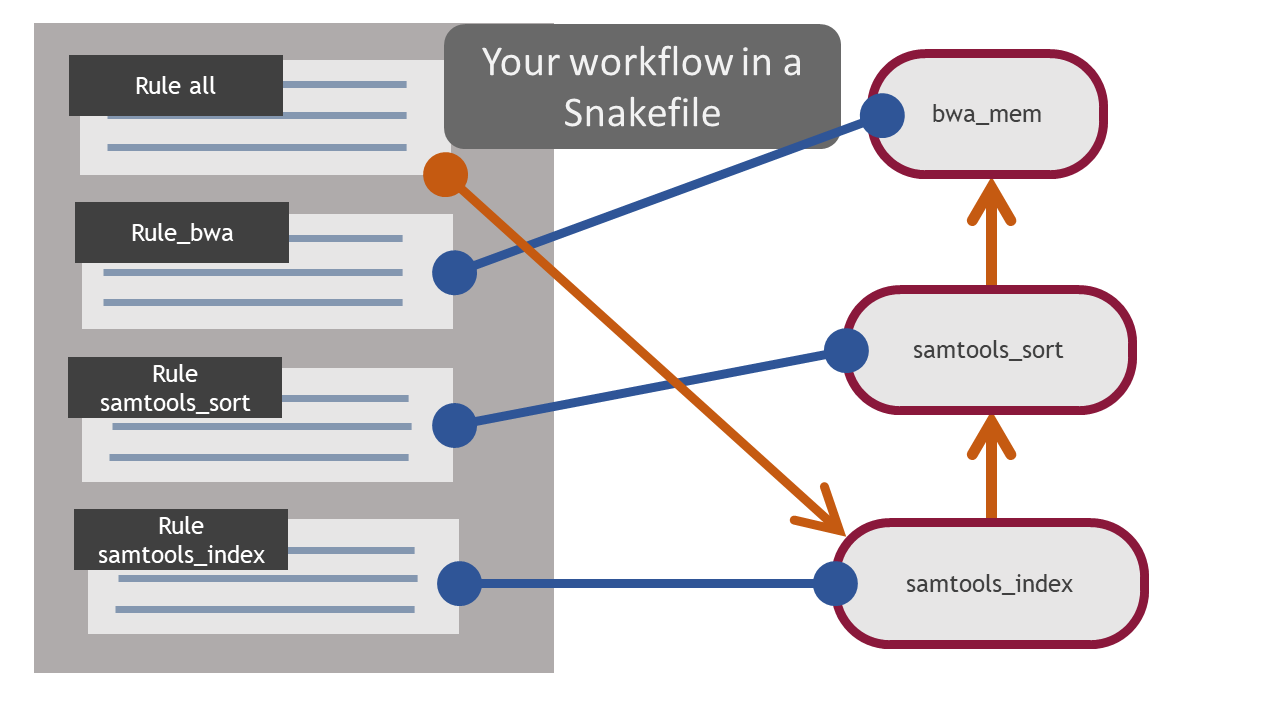 Your workflow in a
Snakefile
Rule all
Rule_bwa
Rule
samtools_sort
Rule
samtools_index
bwa_mem
samtools_sort
samtools_index